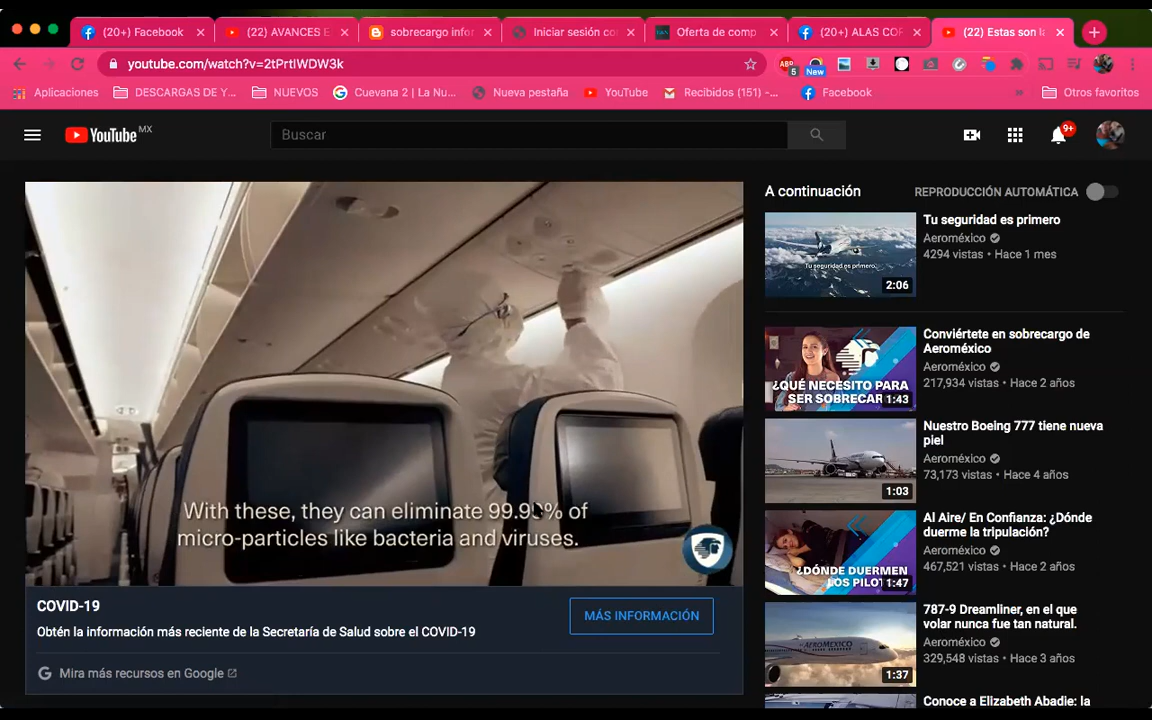 (20+) Facebook
(22) AVANCES E
sobrecargo infor
Iniciar sesión co
Oferta de comp
(20+) ALAS COF
(22) Estas son la
youtube.com/watch?v=2tPrtIWDW3k
ABP
5
New
Aplicaciones
DESCARGAS DE Y...
NUEVOS
Cuevana 2 | La Nu...
Nueva pestaña
YouTube
Recibidos (151) -...
Facebook
»
Otros favoritos
YouTube MX
Buscar
9+
With these, they can eliminate 99.99% of
micro-particles like bacteria and viruses.
COVID-19
Obtén la información más reciente de la Secretaría de Salud sobre el COVID-19
MÁS INFORMACIÓN
Mira más recursos en Google
A continuación
REPRODUCCIÓN AUTOMÁTICA
Tu seguridad es primero.
2:06
Tu seguridad es primero
Aeroméxico
4294 vistas • Hace 1 mes
¿QUÉ NECESITO PARA
SER SOBRECAR
1:43
Conviértete en sobrecargo de
Aeroméxico
Aeroméxico
217,934 vistas • Hace 2 años
1:03
Nuestro Boeing 777 tiene nueva
piel
Aeroméxico
73,173 vistas • Hace 4 años
¿DÓNDE DUERMEN
LOS PILOT
1:47
Al Aire/ En Confianza: ¿Dónde
duerme la tripulación?
Aeroméxico
467,521 vistas • Hace 2 años
AEROMEXICO
1:37
787-9 Dreamliner, en el que
volar nunca fue tan natural.
Aeroméxico
329,548 vistas • Hace 3 años
Conoce a Elizabeth Abadie: la